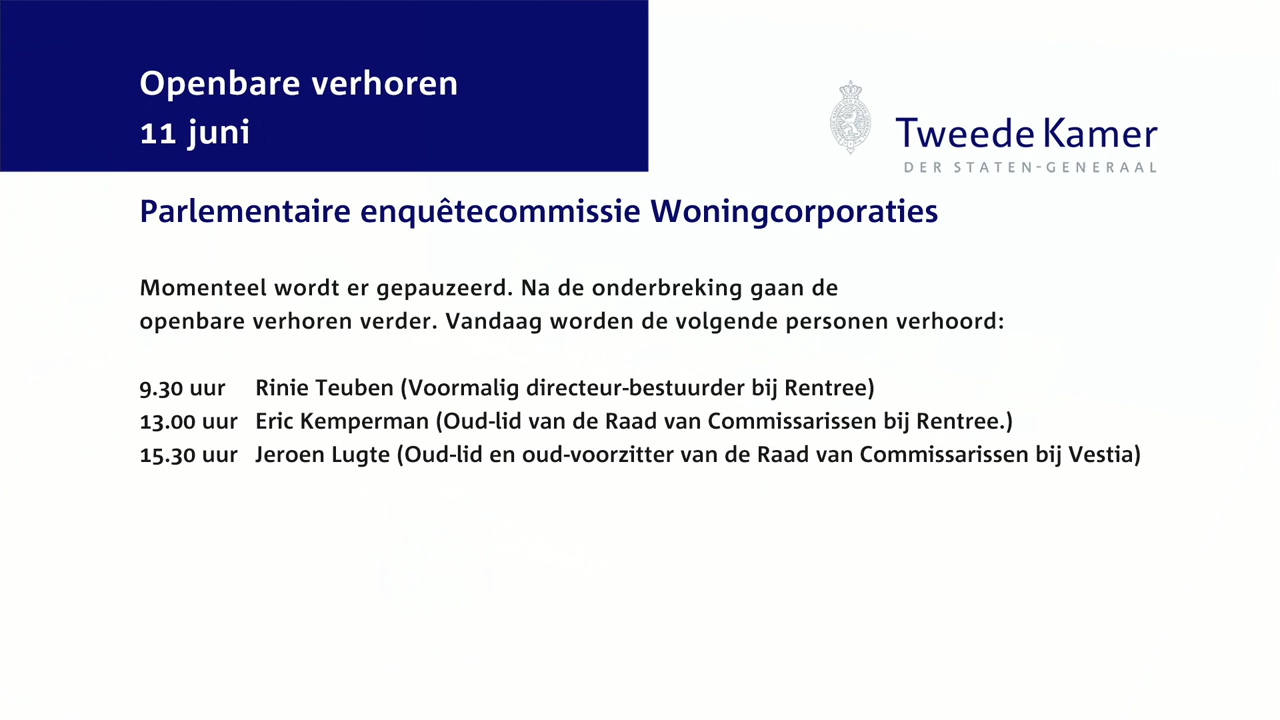 Openbare verhoren
11 juni
Tweede Kamer
DER STATEN-GENERAAL
Parlementaire enquêtecommissie Woningcorporaties
Momenteel wordt er gepauzeerd. Na de onderbreking gaan de
openbare verhoren verder. Vandaag worden de volgende personen verhoord:
9.30 uur Rinie Teuben (Voormalig directeur-bestuurder bij Rentree)
13.00 uur Eric Kemperman (Oud-lid van de Raad van Commissarissen bij Rentree.)
15.30 uur Jeroen Lugte (Oud-lid en oud-voorzitter van de Raad van Commissarissen bij Vestia)